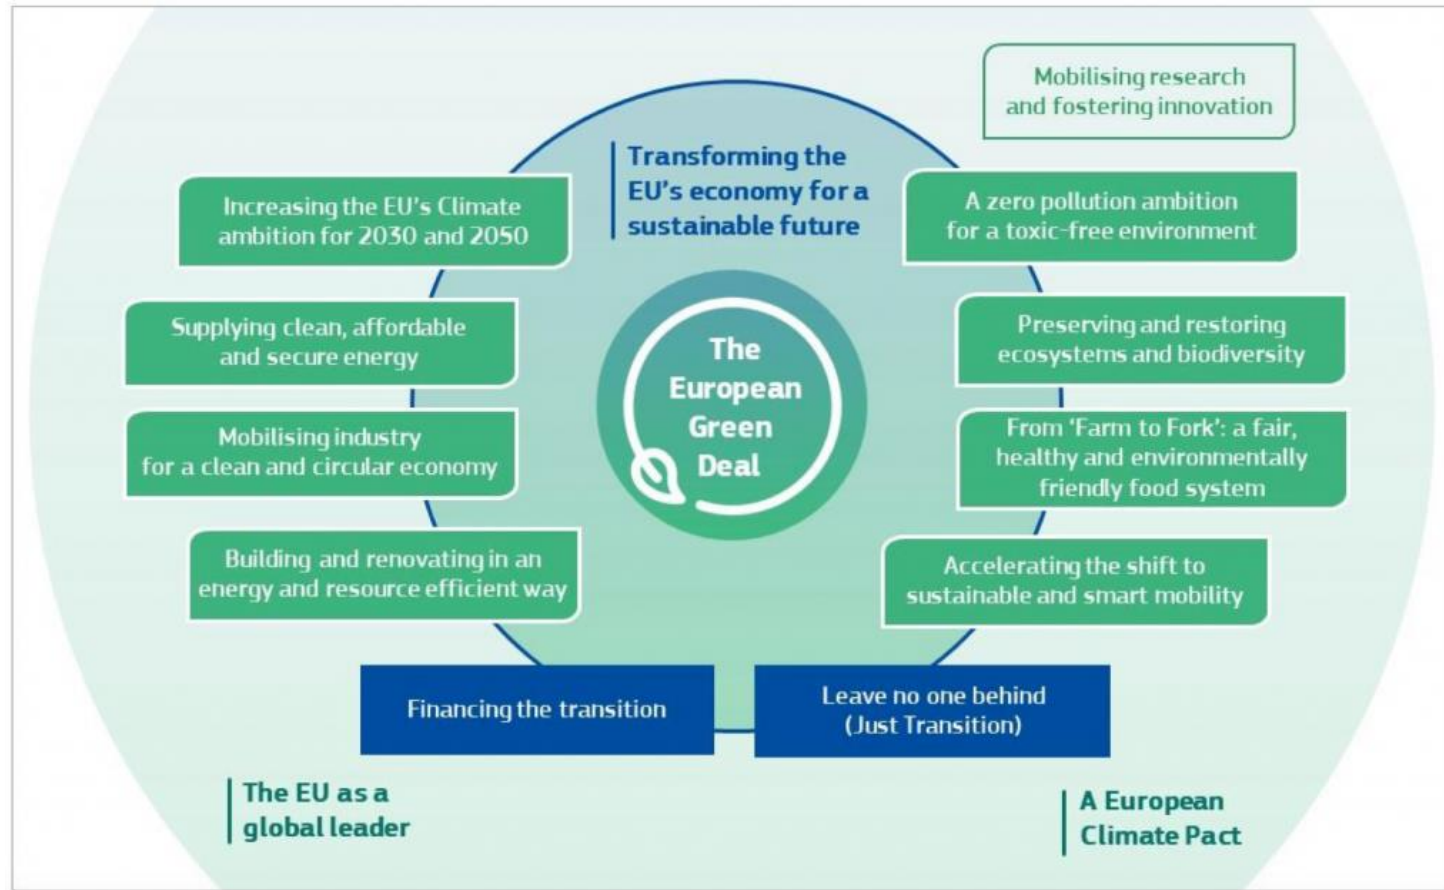 Mobilising research
and fostering innovation
Transforming the
EU's economy for a
sustainable future
Increasing the EU's Climate
ambition for 2030 and 2050
A zero pollution ambition
for a toxic-free environment
Supplying clean, affordable
and secure energy
Preserving and restoring
ecosystems and biodiversity
The
European
Green
Deal
Mobilising industry
for a clean and circular economy
From 'Farm to Fork': a fair,
healthy and environmentally
friendly food system
Building and renovating in an
energy and resource efficient way
Accelerating the shift to
sustainable and smart mobility
Financing the transition
Leave no one behind
(Just Transition)
The EU as a
global leader
A European
Climate Pact